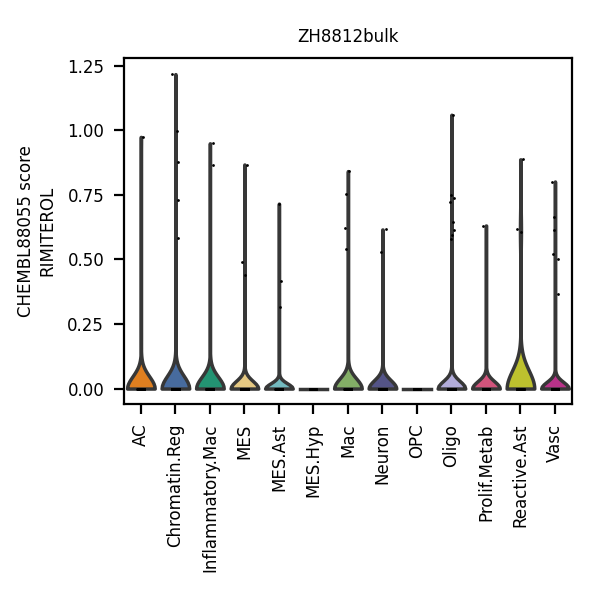 ZH8812bulk
CHEMBL88055 score
RIMITEROL
1.25
1.00
0.75
0.50
0.25
0.00
AC
Chromatin.Reg
Inflammatory.Mac
MES
MES.Ast
MES.Hyp
Mac
Neuron
OPC
Oligo
Prolif.Metab
Reactive.Ast
Vasc